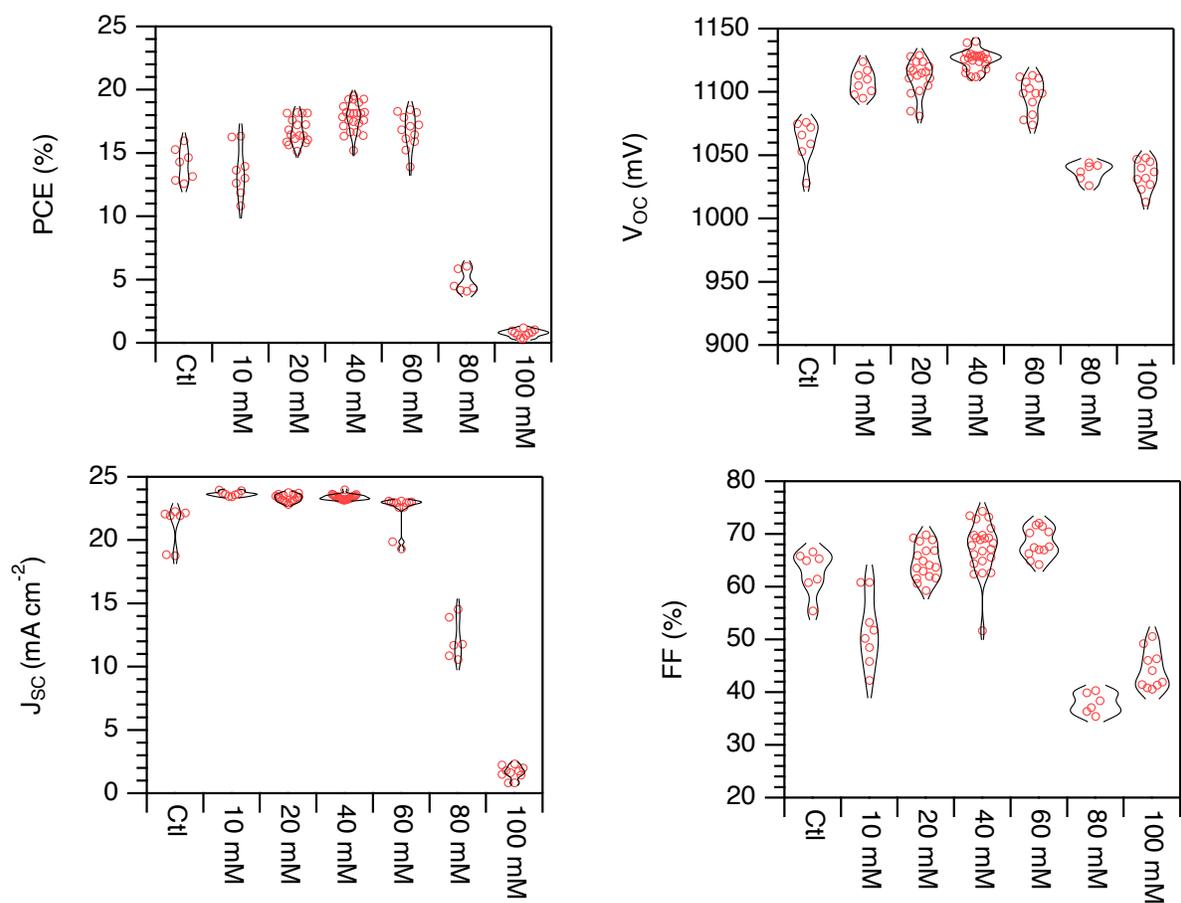 25
20
15
10
5
0
PCE (%)
Ctl
10 mM
20 mM
40 mM
60 mM
80 mM
100 mM
1150
1100
1050
1000
950
900
VOC (mV)
Ctl
10 mM
20 mM
40 mM
60 mM
80 mM
100 mM
25
20
15
10
5
0
JSC (mA cm-2)
Ctl
10 mM
20 mM
40 mM
60 mM
80 mM
100 mM
80
70
60
50
40
30
20
FF (%)
Ctl
10 mM
20 mM
40 mM
60 mM
80 mM
100 mM